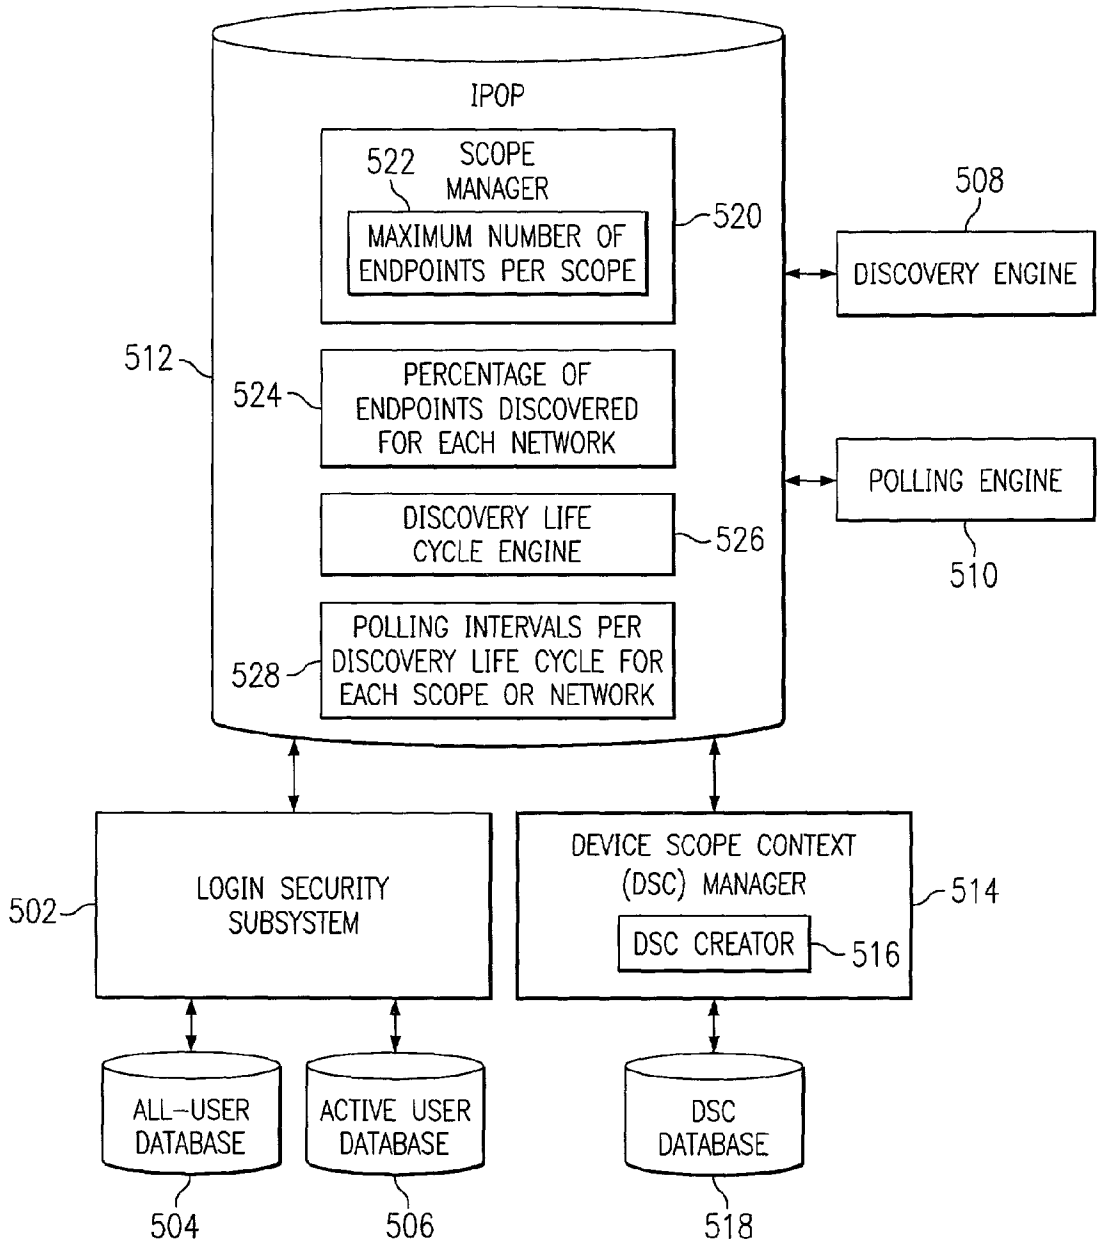 IPOP
SCOPE
MANAGER
522
520
MAXIMUM NUMBER OF
ENDPOINTS PER SCOPE
508
DISCOVERY ENGINE
512
524
PERCENTAGE OF
ENDPOINTS DISCOVERED
FOR EACH NETWORK
POLLING ENGINE
510
DISCOVERY LIFE
CYCLE ENGINE
526
528
POLLING INTERVALS PER
DISCOVERY LIFE CYCLE FOR
EACH SCOPE OR NETWORK
502
LOGIN SECURITY
SUBSYSTEM
DEVICE SCOPE CONTEXT
(DSC) MANAGER
514
DSC CREATOR
516
ALL-USER
DATABASE
504
ACTIVE USER
DATABASE
506
DSC
DATABASE
518